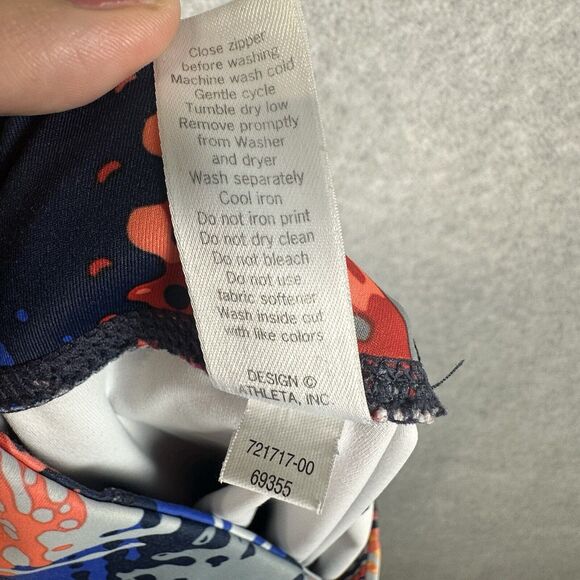 Close zipper
before washing
Machine wash cold
Gentle cycle
Tumble dry low
Remove promptly
from Washer
and dryer
Wash separately
Cool iron
Do not iron print
Do not dry clean
Do not bleach
Do not use
fabric softener
Wash inside out
with like colors
DESIGN ©
ATHLETA, INC
721717-00
69355